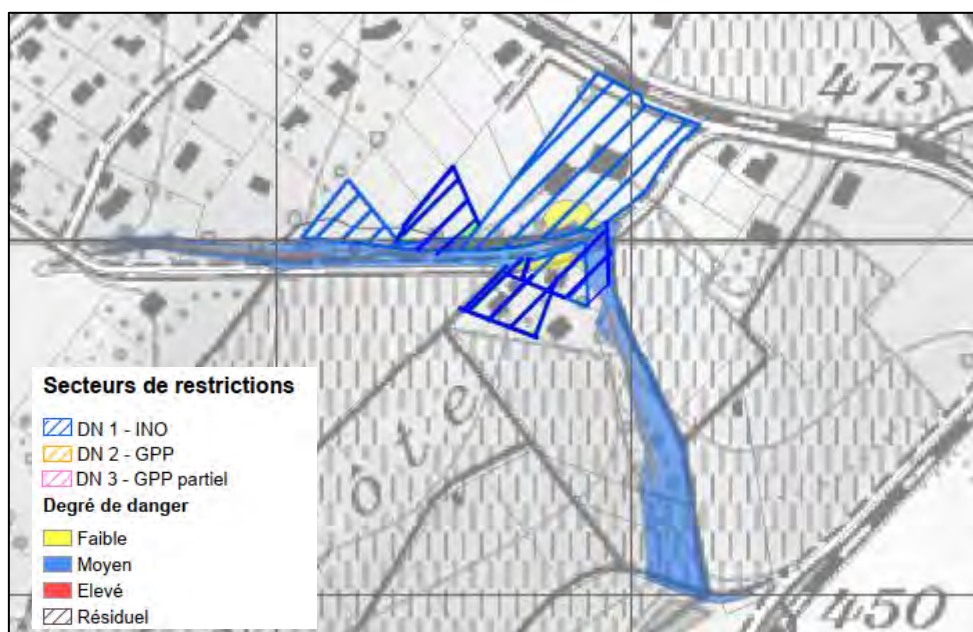 473
Secteurs de restrictions
DN 1 - INO
DN 2 - GPP
DN 3 - GPP partiel
Degré de danger
Faible
Moyen
Elevé
Résiduel
ôte
450